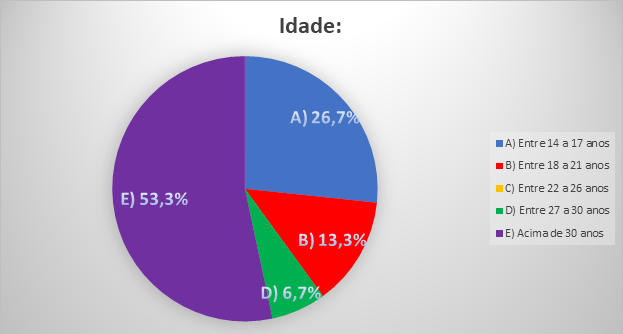 Idade:
A) 26,7%
B) 13,3%
D) 6,7%
E) 53,3%
A) Entre 14 a 17 anos
B) Entre 18 a 21 anos
C) Entre 22 a 26 anos
D) Entre 27 a 30 anos
E) Acima de 30 anos